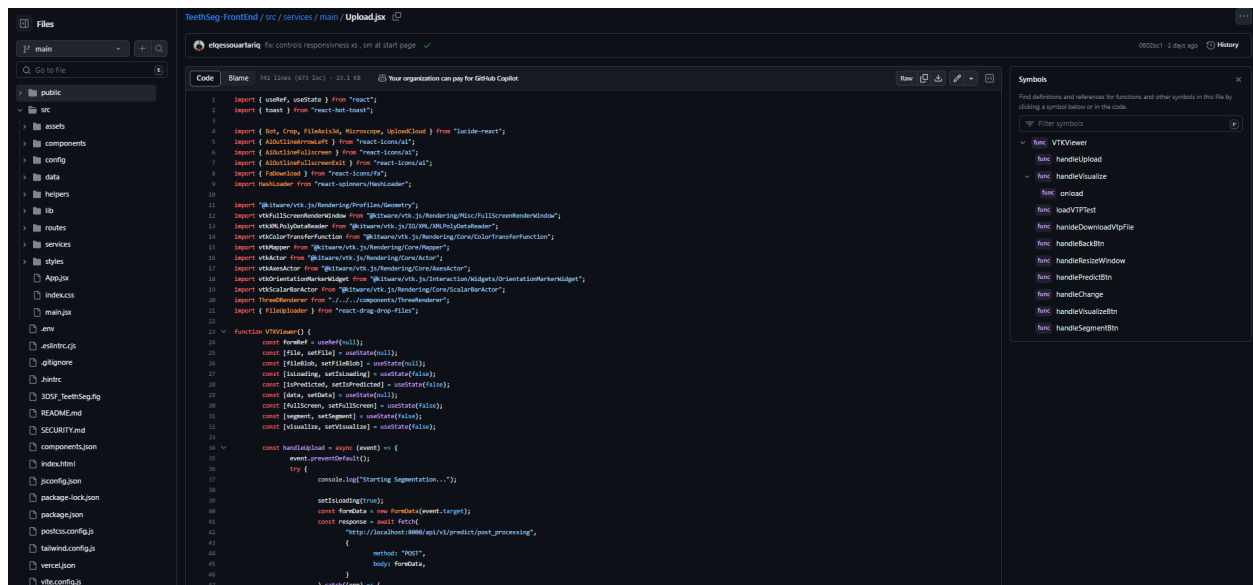 Files
main
Go to file
t
public
src
assets
components
config
data
helpers
lib
routes
services
styles
App.jsx
index.css
main.jsx
.env
.eslintrc.cjs
.gitignore
.hintrc
3DSF_TeethSeg.fig
README.md
SECURITY.md
components.json
index.html
jsconfig.json
package-lock.json
package.json
postcss.config.js
tailwind.config.js
vercel.json
vite.config.js
TeethSeg-FrontEnd / src / services / main / Upload.jsx
elqessouartariq fix: controls responsivness xs , sm at start page
0602bc1 · 2 days ago History
Code Blame 742 lines (673 loc) · 23.1 KB Your organization can pay for GitHub Copilot
Raw
1 import { useRef, useState } from "react";
2 import { toast } from "react-hot-toast";
3
4 import { Bot, Crop, FileAxis3d, Microscope, UploadCloud } from "lucide-react";
5 import { AiOutlineArrowLeft } from "react-icons/ai";
6 import { AiOutlineFullscreen } from "react-icons/ai";
7 import { AiOutlineFullscreenExit } from "react-icons/ai";
8 import { FaDownload } from "react-icons/fa";
9 import HashLoader from "react-spinners/HashLoader";
10
11 import "@kitware/vtk.js/Rendering/Profiles/Geometry";
12 import vtkFullScreenRenderWindow from "@kitware/vtk.js/Rendering/Misc/FullScreenRenderWindow";
13 import vtkXMLPolyDataReader from "@kitware/vtk.js/IO/XML/XMLPolyDataReader";
14 import vtkColorTransferFunction from "@kitware/vtk.js/Rendering/Core/ColorTransferFunction";
15 import vtkMapper from "@kitware/vtk.js/Rendering/Core/Mapper";
16 import vtkActor from "@kitware/vtk.js/Rendering/Core/Actor";
17 import vtkAxesActor from "@kitware/vtk.js/Rendering/Core/AxesActor";
18 import vtkOrientationMarkerWidget from "@kitware/vtk.js/Interaction/Widgets/OrientationMarkerWidget";
19 import vtkScalarBarActor from "@kitware/vtk.js/Rendering/Core/ScalarBarActor";
20 import ThreeDRenderer from "./../../components/ThreeRenderer";
21 import { FileUploader } from "react-drag-drop-files";
22
23 function VTKViewer() {
24 const formRef = useRef(null);
25 const [file, setFile] = useState(null);
26 const [fileBlob, setFileBlob] = useState(null);
27 const [isLoading, setIsLoading] = useState(false);
28 const [isPredicted, setIsPredicted] = useState(false);
29 const [data, setData] = useState(null);
30 const [fullScreen, setFullScreen] = useState(false);
31 const [segment, setSegment] = useState(false);
32 const [visualize, setVisualize] = useState(false);
33
34 const handleUpload = async (event) => {
35 event.preventDefault();
36 try {
37 console.log("Starting Segmentation...");
38
39 setIsLoading(true);
40 const formData = new FormData(event.target);
41 const response = await fetch(
42 "http://localhost:8000/api/v1/predict/post_processing",
43 {
44 method: "POST",
45 body: formData,
46 }
Symbols
Find definitions and references for functions and other symbols in this file by
clicking a symbol below or in the code.
Filter symbols
r
func VTKViewer
func handleUpload
func handleVisualize
func onload
func loadVTPTest
func hanldeDownloadVtpFile
func handleBackBtn
func handleResizeWindow
func handlePredictBtn
func handleChange
func handleVisualizeBtn
func handleSegmentBtn